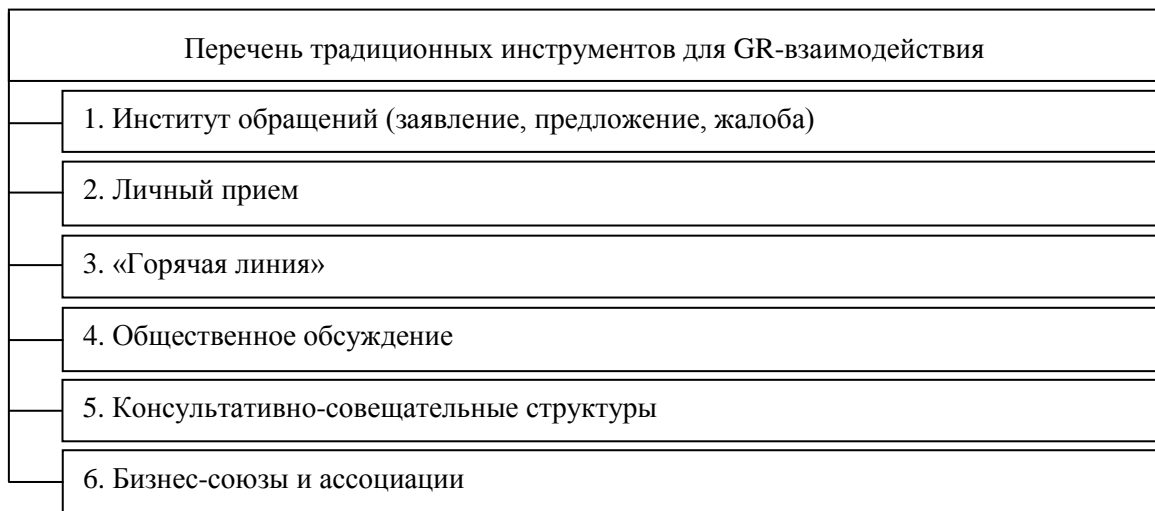 Перечень традиционных инструментов для GR-взаимодействия
1. Институт обращений (заявление, предложение, жалоба)
2. Личный прием
3. «Горячая линия»
4. Общественное обсуждение
5. Консультативно-совещательные структуры
6. Бизнес-союзы и ассоциации